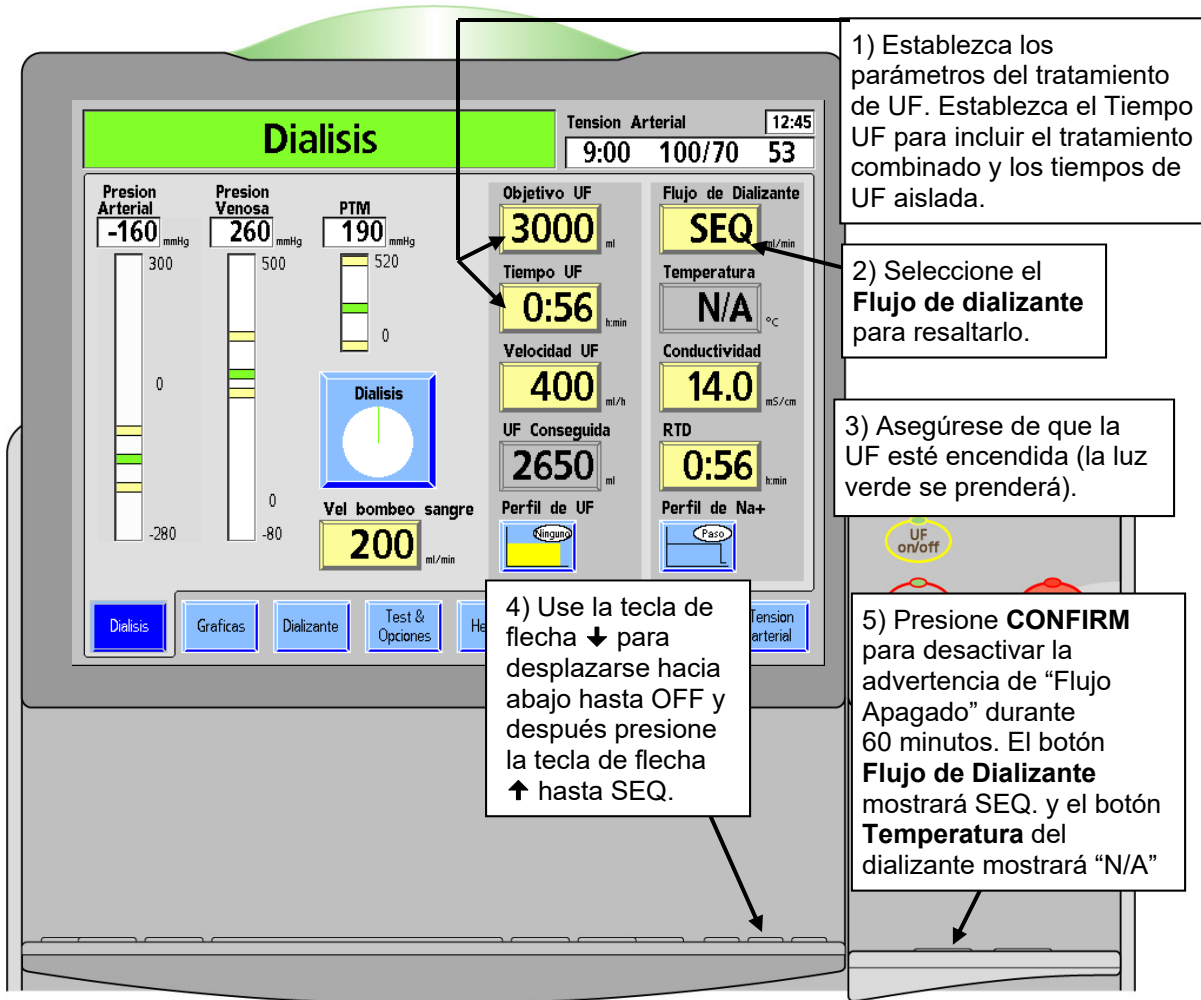 Dialisis
Tension Arterial 12:45
9:00 100/70 53
Presion Arterial
-160 mmHg
300
0
-280
Presion Venosa
260 mmHg
500
0
-80
PTM
190 mmHg
520
0
Dialisis
Vel bombeo sangre
200 ml/min
Objetivo UF
3000 ml
Tiempo UF
0:56 h:min
Velocidad UF
400 ml/h
UF Conseguida
2650 ml
Perfil de UF
Ninguno
Flujo de Dializante
SEQ ml/min
Temperatura
N/A °C
Conductividad
14.0 mS/cm
RTD
0:56 h:min
Perfil de Na+
Paso
Dialisis
Graficas
Dializante
Test &
Opciones
He
Tension
arterial
1) Establezca los
parámetros del tratamiento
de UF. Establezca el Tiempo
UF para incluir el tratamiento
combinado y los tiempos de
UF aislada.
2) Seleccione el
Flujo de dializante
para resaltarlo.
3) Asegúrese de que la
UF esté encendida (la luz
verde se prenderá).
UF
on/off
4) Use la tecla de
flecha ↓ para
desplazarse hacia
abajo hasta OFF y
después presione
la tecla de flecha
↑ hasta SEQ.
5) Presione CONFIRM
para desactivar la
advertencia de “Flujo
Apagado” durante
60 minutos. El botón
Flujo de Dializante
mostrará SEQ. y el botón
Temperatura del
dializante mostrará “N/A”